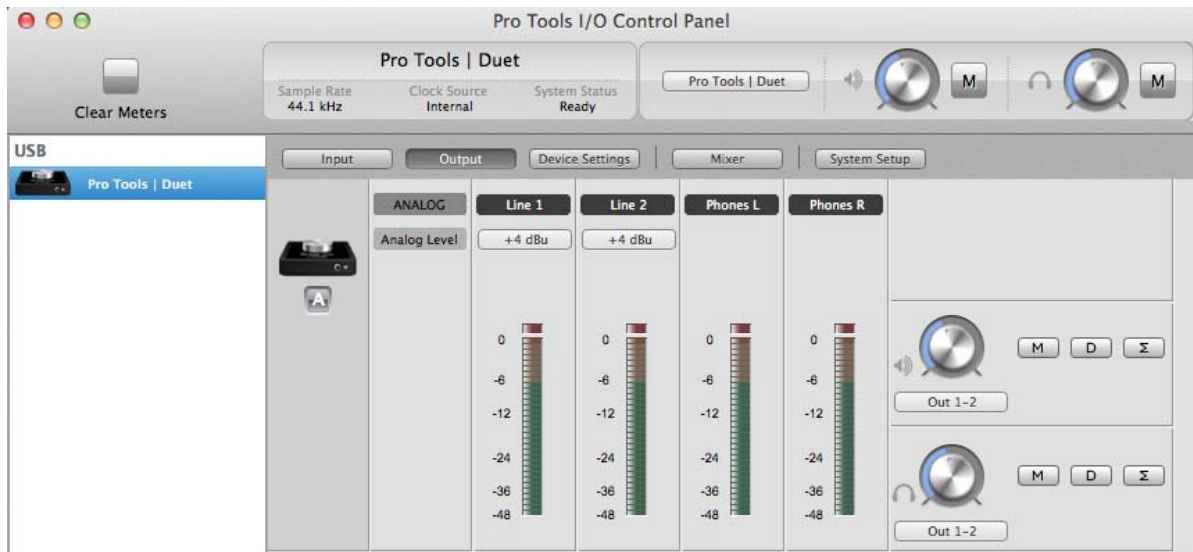 Pro Tools I/O Control Panel
Clear Meters
Pro Tools | Duet
Sample Rate Clock Source System Status
44.1 kHz Internal Ready
Pro Tools | Duet
M
M
USB
Pro Tools | Duet
Input Output Device Settings | Mixer | System Setup
A
ANALOG Line 1 Line 2 Phones L Phones R
Analog Level +4 dBu +4 dBu
0 0 0 0
-6 -6 -6 -6
-12 -12 -12 -12
-24 -24 -24 -24
-36 -36 -36 -36
-48 -48 -48 -48
M D Σ
Out 1-2
M D Σ
Out 1-2